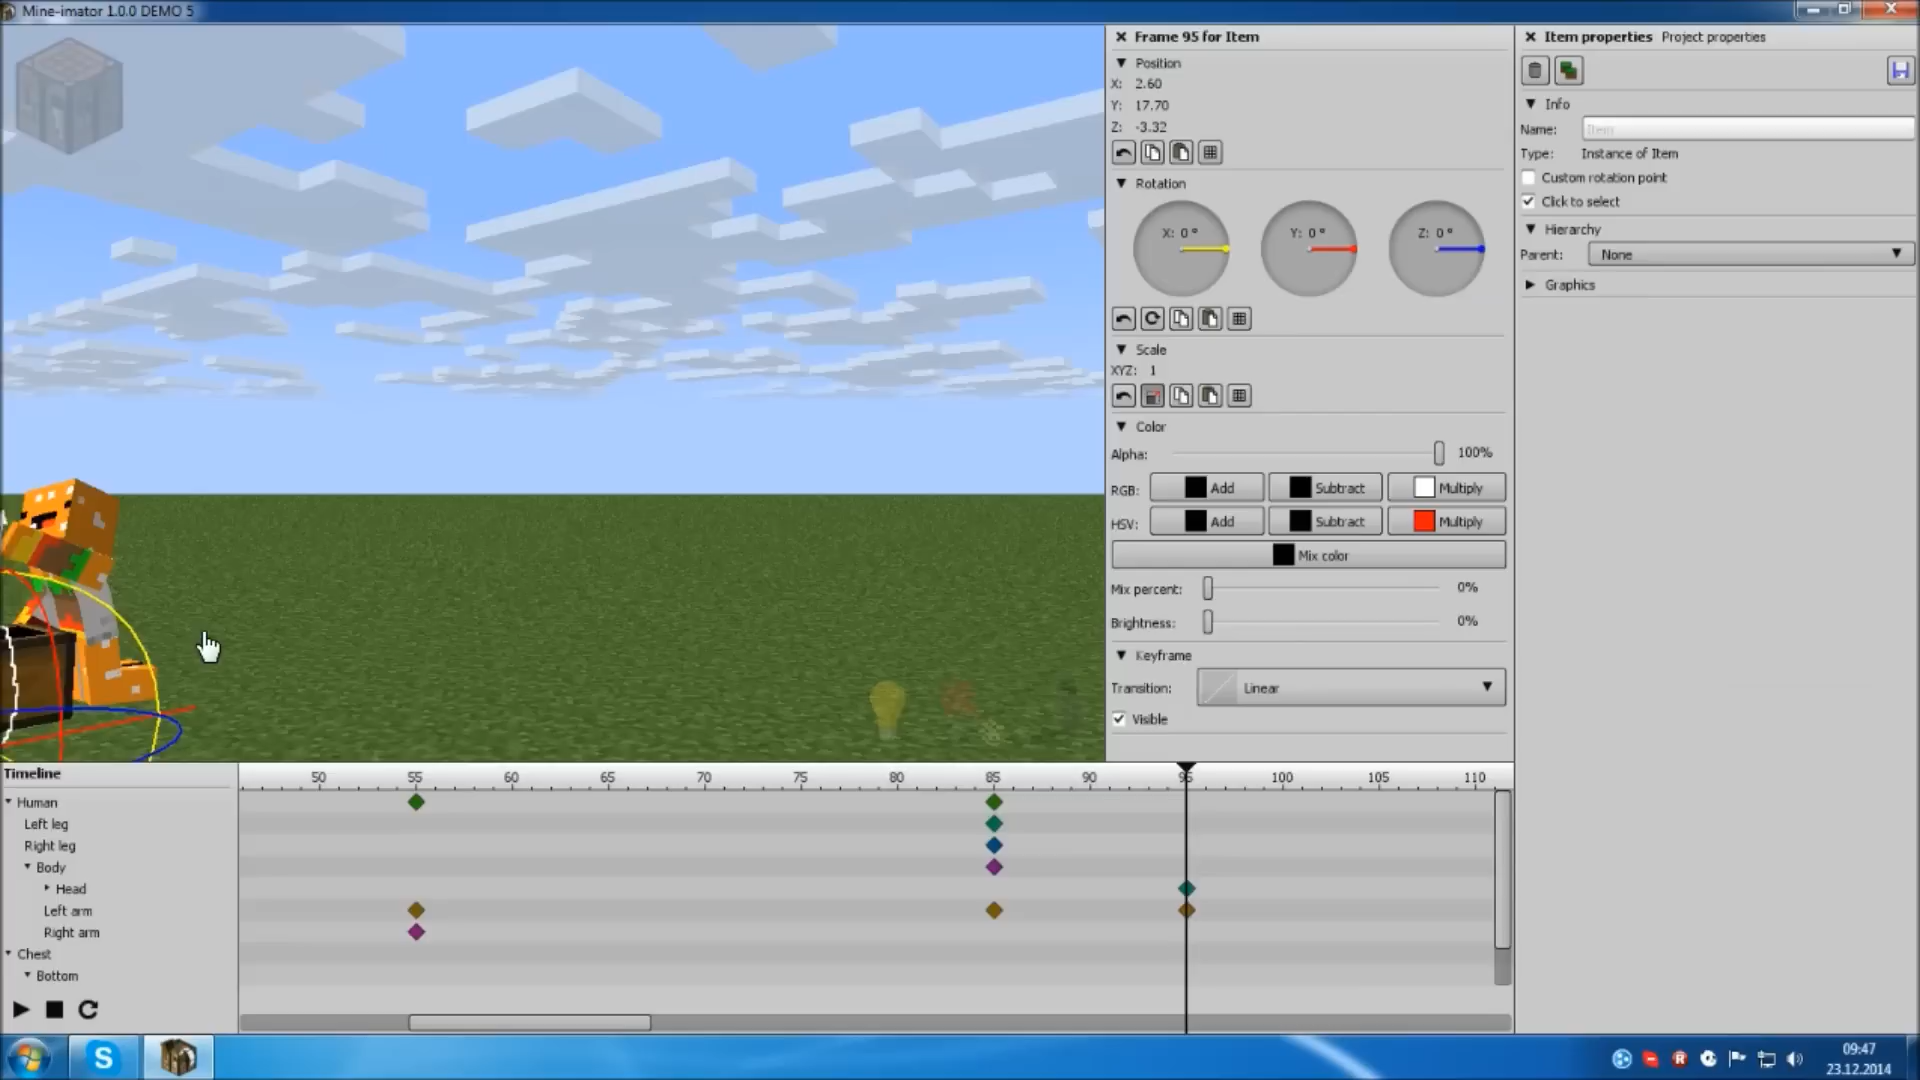 Mine-imator 1.0.0 DEMO 5
Frame 95 for Item
Position
X: 2.60
Y: 17.70
Z: -3.32
Rotation
X: 0 °
Y: 0 °
Z: 0 °
Scale
XYZ: 1
Color
Alpha: 100%
RGB: Add Subtract Multiply
HSV: Add Subtract Multiply
Mix color
Mix percent: 0%
Brightness: 0%
Keyframe
Transition: Linear
Visible
Item properties Project properties
Info
Name: Item
Type: Instance of Item
Custom rotation point
Click to select
Hierarchy
Parent: None
Graphics
Timeline
50 55 60 65 70 75 80 85 90 95 100 105 110
Human
Left leg
Right leg
Body
Head
Left arm
Right arm
Chest
Bottom
09:47
23.12.2014